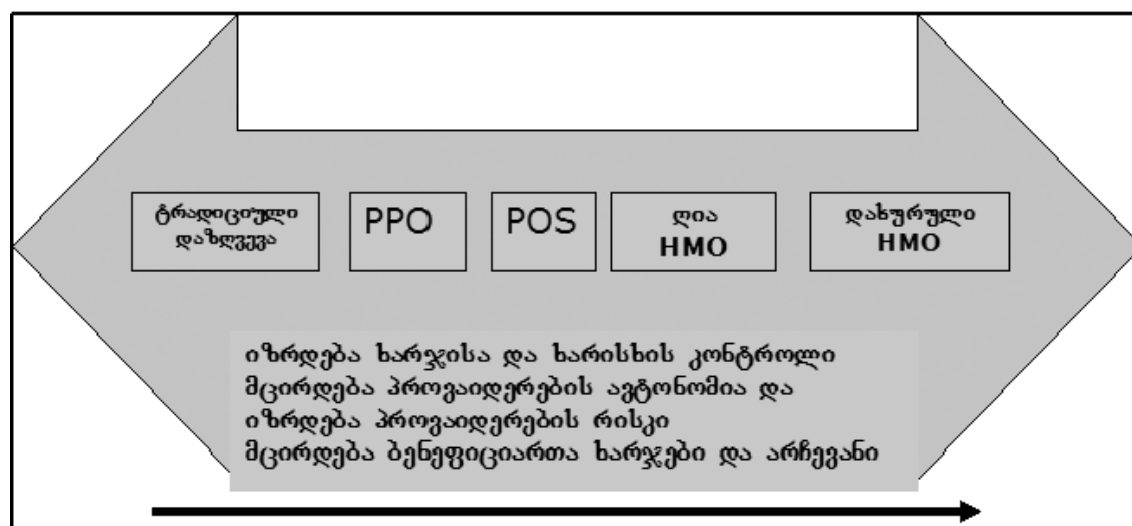 ტრადიციული
დაზღვევა
PPO
POS
ღია
HMO
დახურული
HMO
იზრდება ხარჯისა და ხარისხის კონტროლი
მცირდება პროვაიდერების ავტონომია და
იზრდება პროვაიდერების რისკი
მცირდება ბენეფიციართა ხარჯები და არჩევანი